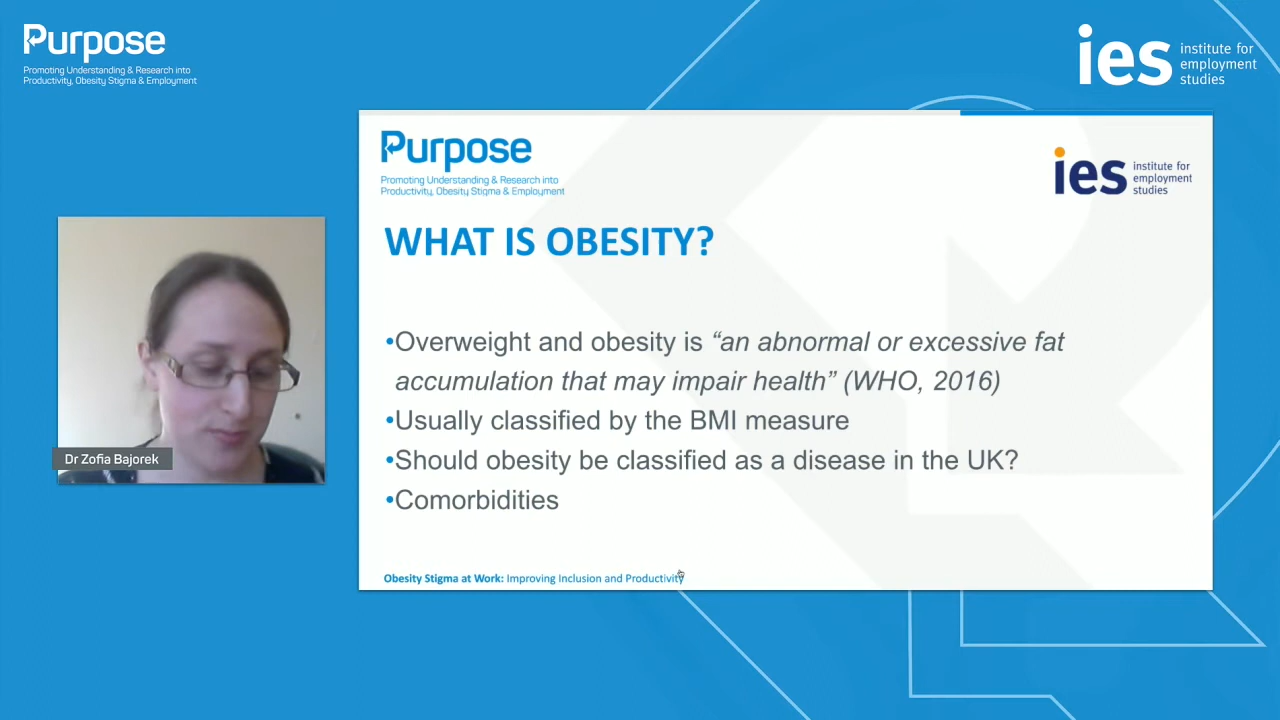 Purpose
Promoting Understanding & Research into
Productivity, Obesity Stigma & Employment
ies institute for
employment
studies
Purpose
Promoting Understanding & Research into
Productivity, Obesity Stigma & Employment
ies institute for
employment
studies
WHAT IS OBESITY?
•Overweight and obesity is “an abnormal or excessive fat
accumulation that may impair health” (WHO, 2016)
•Usually classified by the BMI measure
•Should obesity be classified as a disease in the UK?
•Comorbidities
Dr Zofia Bajorek
Obesity Stigma at Work: Improving Inclusion and Productivity